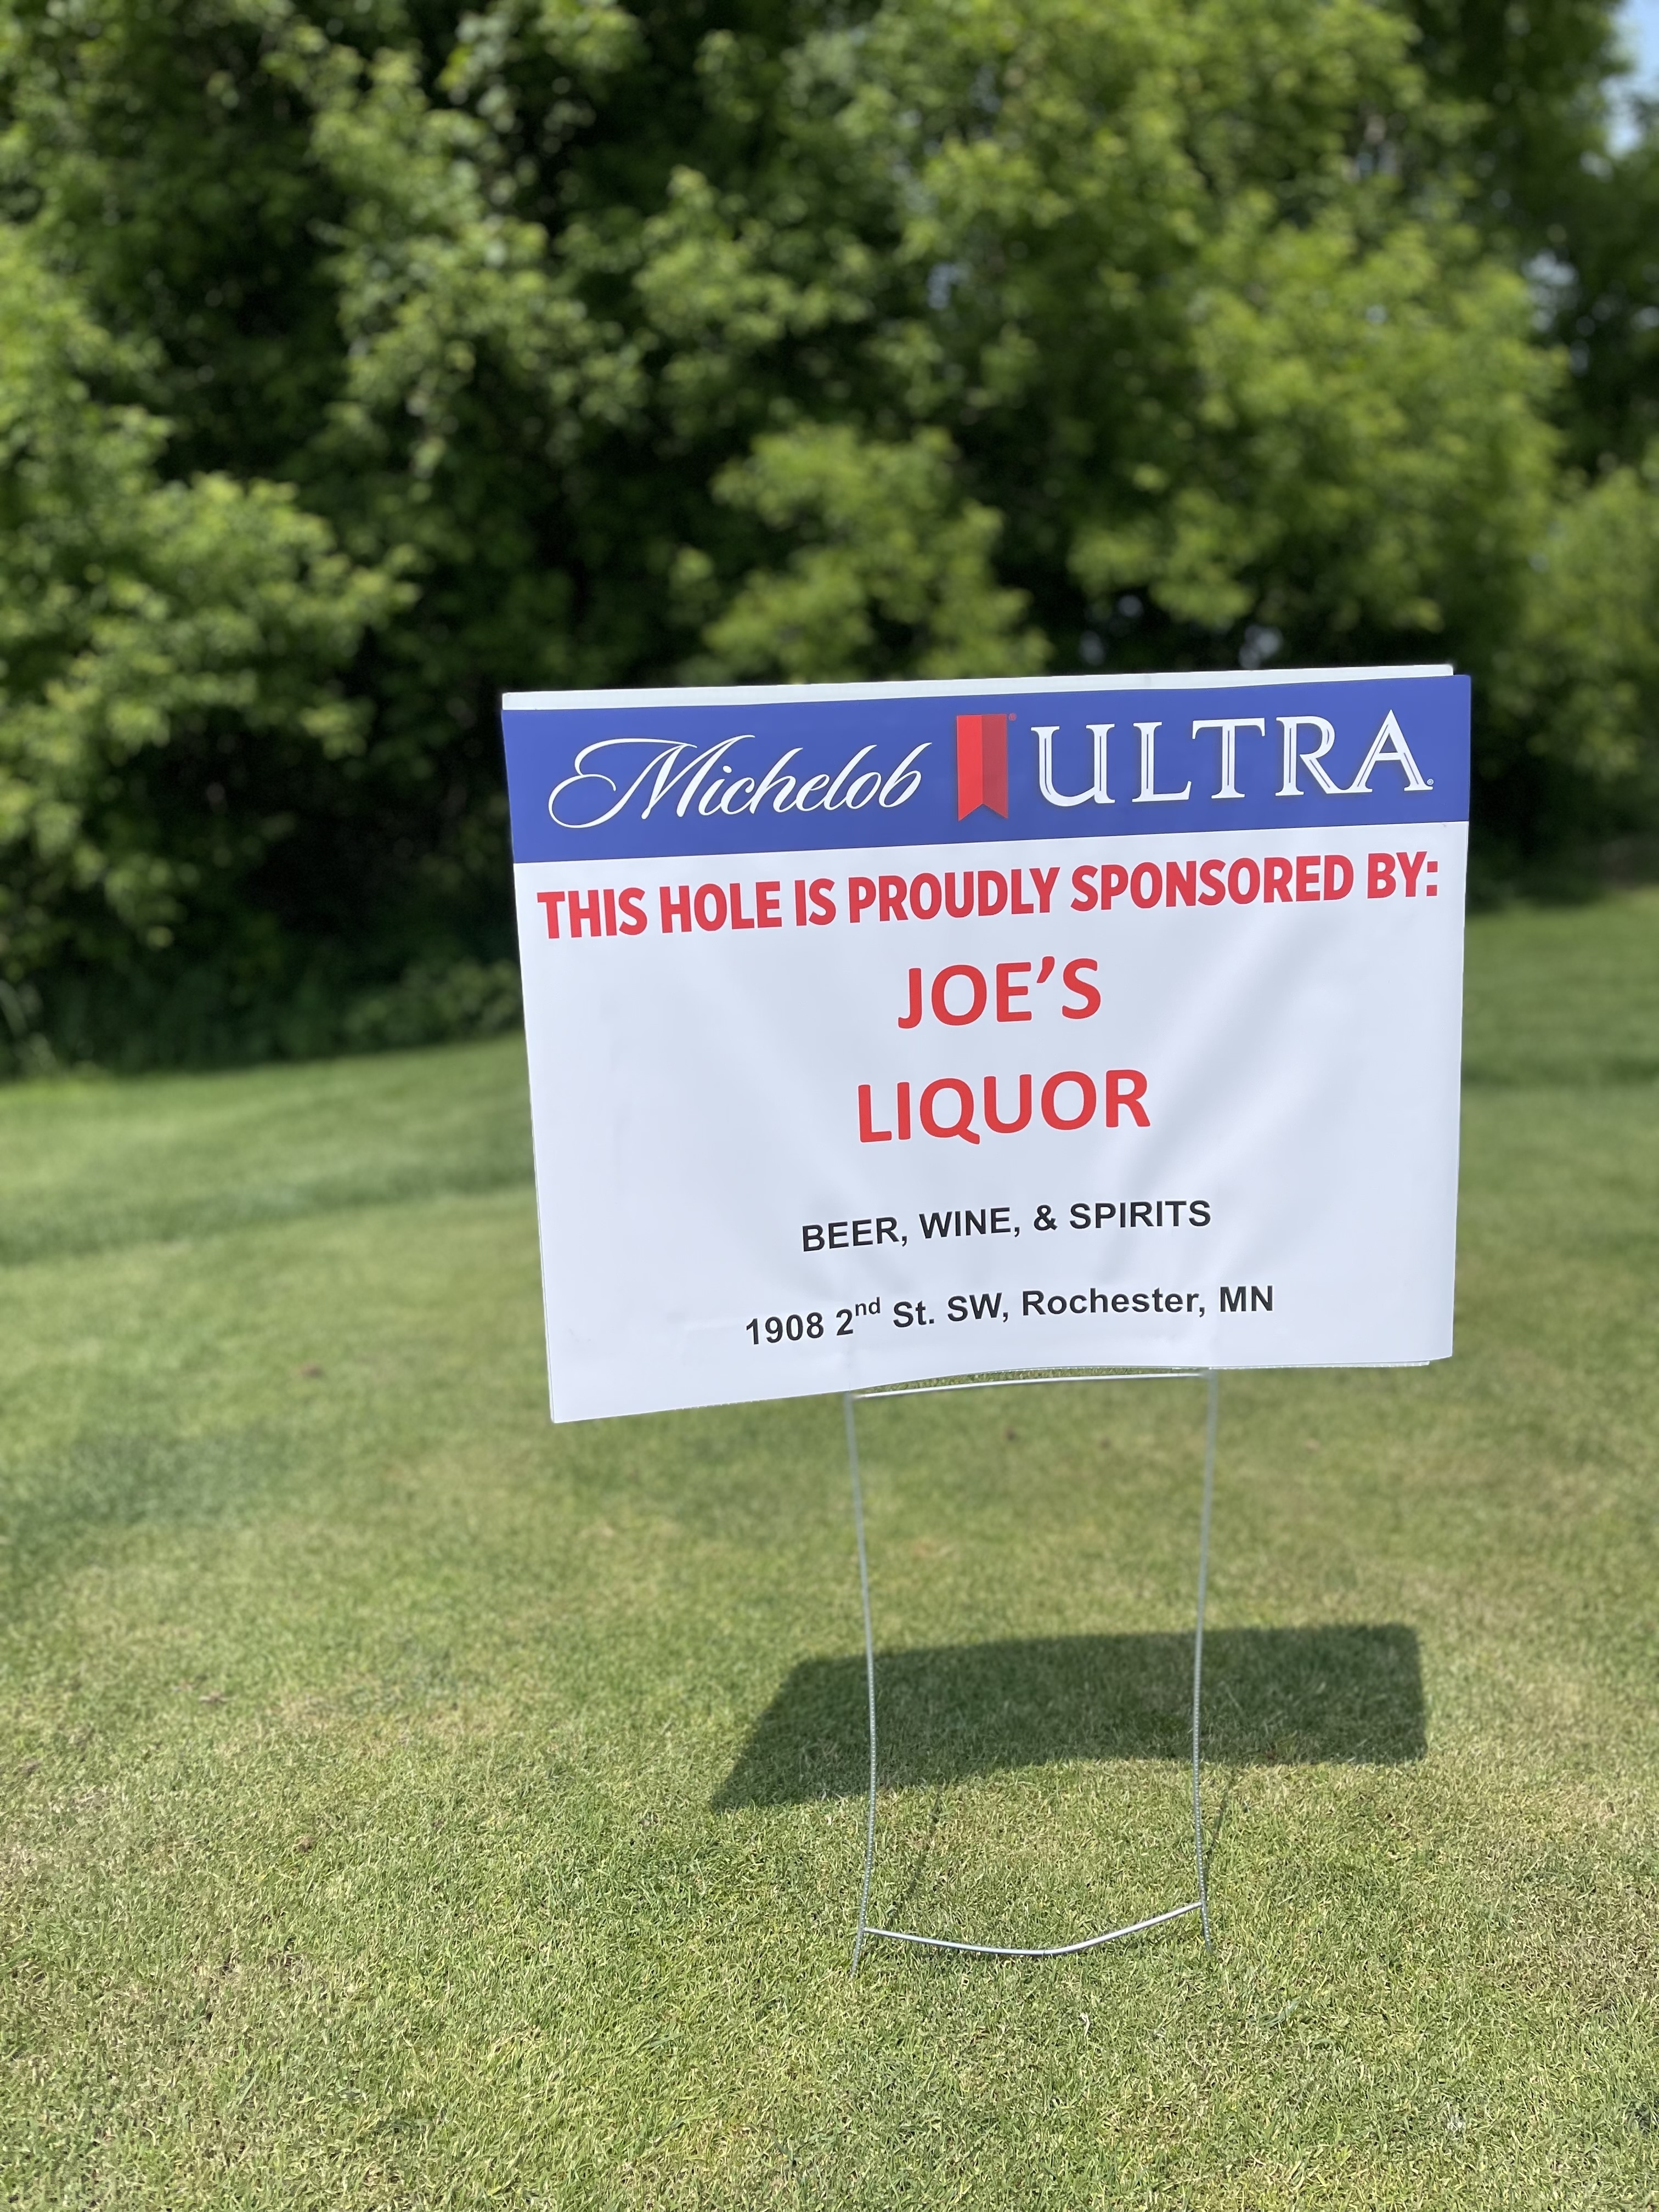 Michelob ULTRA
THIS HOLE IS PROUDLY SPONSORED BY:
JOE’S
LIQUOR
BEER, WINE, & SPIRITS
1908 2nd St. SW, Rochester, MN